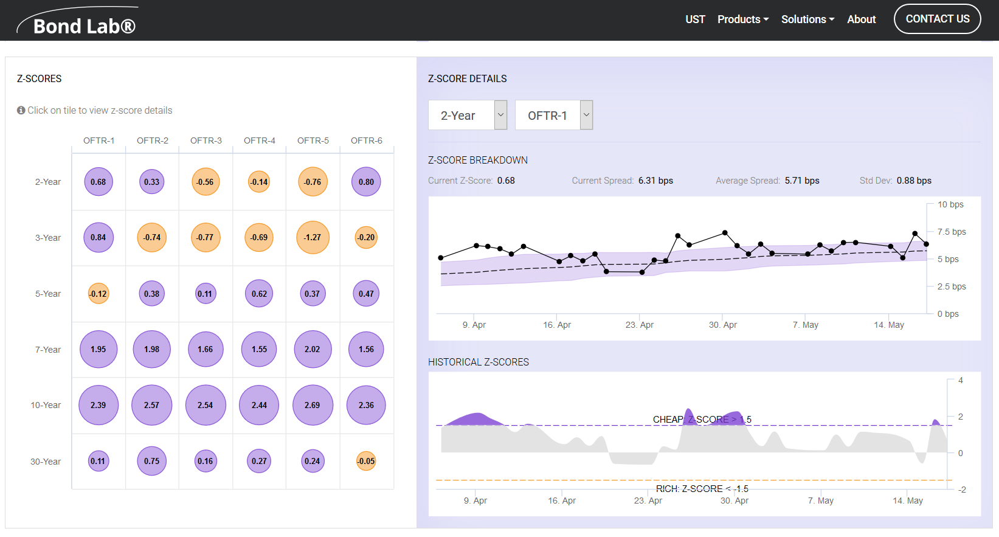 Bond Lab®
UST Products Solutions About CONTACT US
Z-SCORES
Click on tile to view z-score details
OFTR-1 OFTR-2 OFTR-3 OFTR-4 OFTR-5 OFTR-6
2-Year 0.68 0.33 -0.56 -0.14 -0.76 0.80
3-Year 0.84 -0.74 -0.77 -0.69 -1.27 -0.20
5-Year -0.12 0.38 0.11 0.62 0.37 0.47
7-Year 1.95 1.98 1.66 1.55 2.02 1.56
10-Year 2.39 2.57 2.54 2.44 2.69 2.36
30-Year 0.11 0.75 0.16 0.27 0.24 -0.05
Z-SCORE DETAILS
2-Year OFTR-1
Z-SCORE BREAKDOWN
Current Z-Score: 0.68 Current Spread: 6.31 bps Average Spread: 5.71 bps Std Dev: 0.88 bps
10 bps
7.5 bps
5 bps
2.5 bps
0 bps
9. Apr 16. Apr 23. Apr 30. Apr 7. May 14. May
HISTORICAL Z-SCORES
4
2
CHEAP: Z-SCORE > 1.5
0
RICH: Z-SCORE < -1.5
-2
9. Apr 16. Apr 23. Apr 30. Apr 7. May 14. May